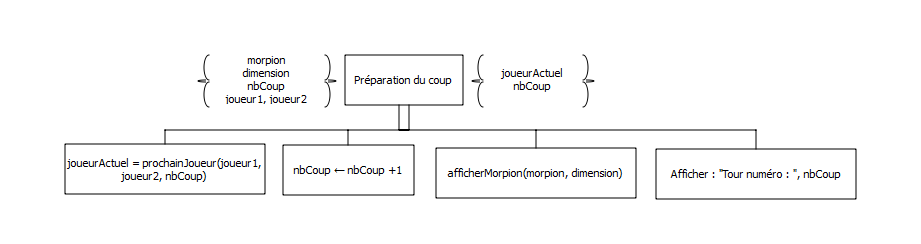 morpion
dimension
nbCoup
joueur1, joueur2
Préparation du coup
joueurActuel
nbCoup
joueurActuel = prochainJoueur(joueur1,
joueur2, nbCoup)
nbCoup ← nbCoup +1
afficherMorpion(morpion, dimension)
Afficher : "Tour numéro : ", nbCoup